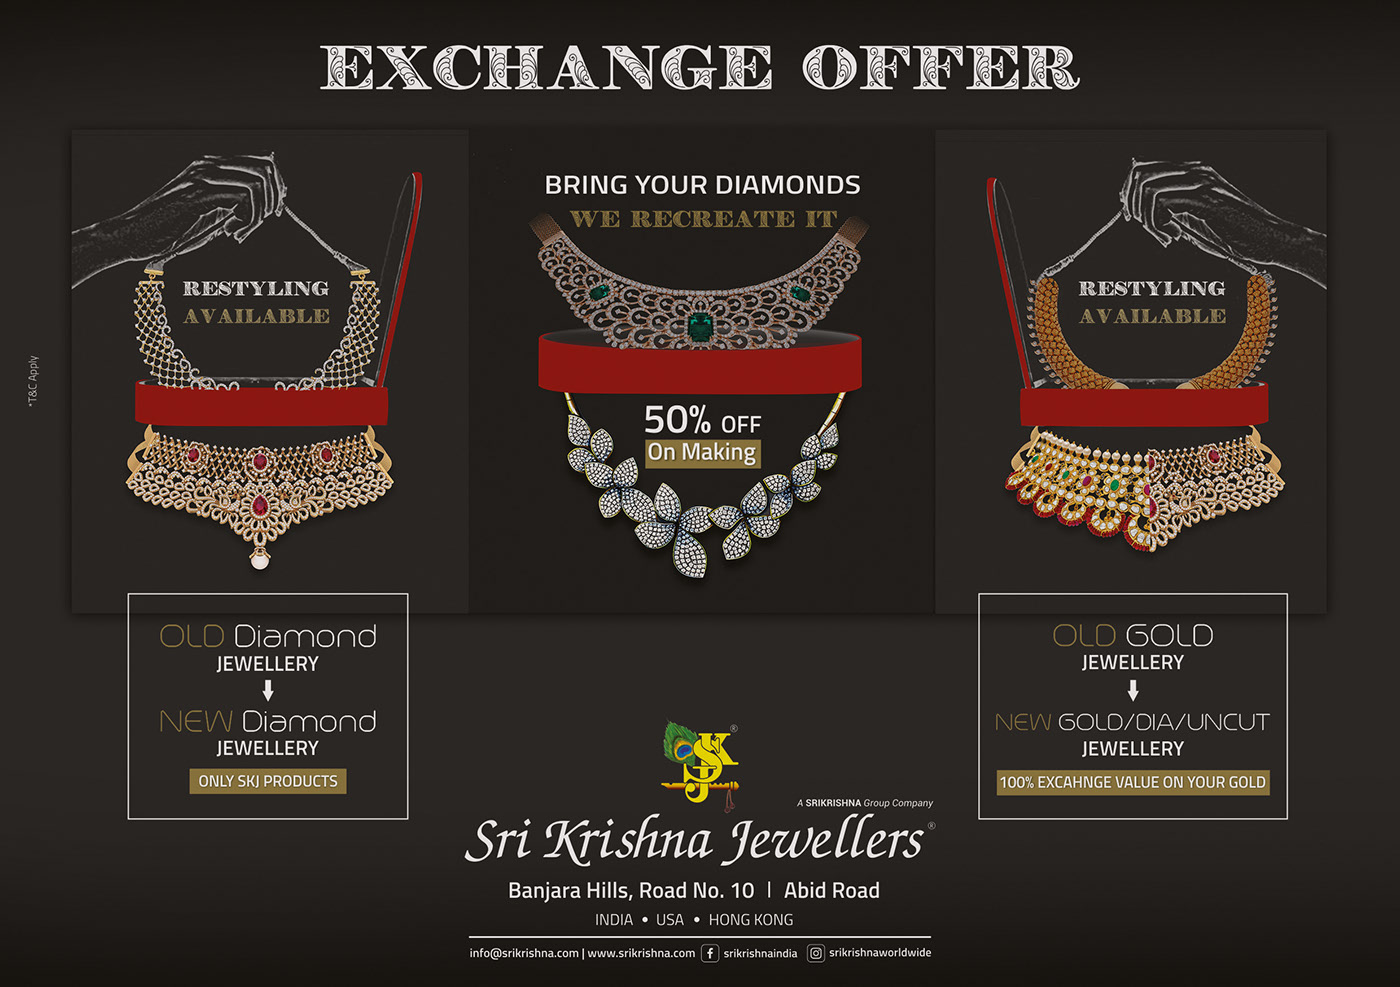 EXCHANGE OFFER
RESTYLING
AVAILABLE
BRING YOUR DIAMONDS
WE RECREATE IT
50% OFF
On Making
RESTYLING
AVAILABLE
*T&C Apply
OLD Diamond
JEWELLERY
NEW Diamond
JEWELLERY
ONLY SKJ PRODUCTS
OLD GOLD
JEWELLERY
NEW GOLD/DIA/UNCUT
JEWELLERY
100% EXCAHNGE VALUE ON YOUR GOLD
SKJ ®
A SRIKRISHNA Group Company
Sri Krishna Jewellers®
Banjara Hills, Road No. 10 | Abid Road
INDIA • USA • HONG KONG
info@srikrishna.com | www.srikrishna.com srikrishnaindia srikrishnaworldwide